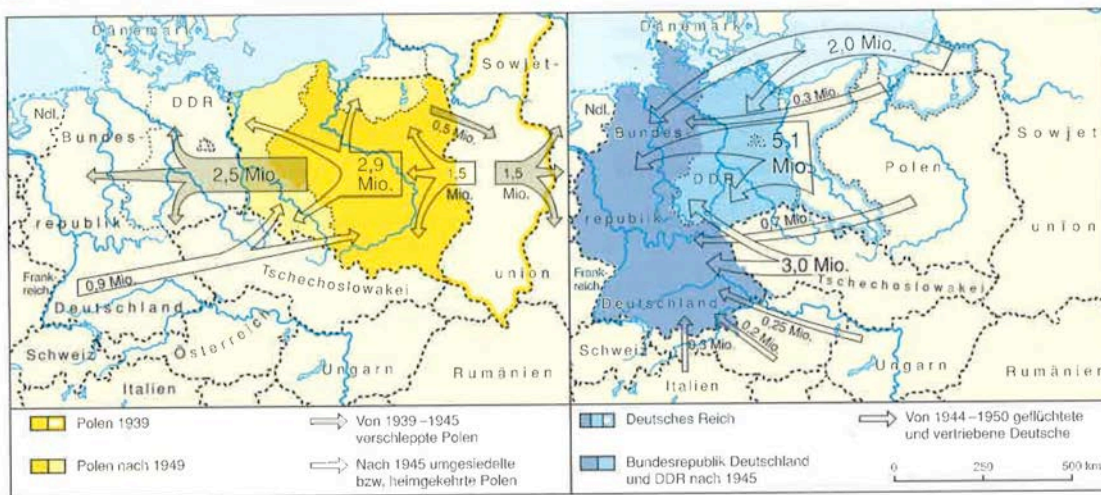 Dänemark
Sowjet-
DDR
Ndl.
Bundes-
0,5 Mio.
2,5 Mio.
2,9
Mio.
1,5
Mio.
1,5
Mio.
republik
union
Frank-
reich
0,9 Mio.
Tschechoslowakei
Deutschland
Österreich
Schweiz
Ungarn
Italien
Rumänien
Polen 1939
Von 1939–1945
vorschleppte Polen
Polen nach 1949
Nach 1945 umgesiedelte
bzw. heimgekehrte Polen
Dänemark
2,0 Mio.
Sowjet-
0,3 Mio.
Ndl.
Bundes-
5,1
Mio.
DDR
Polen
republik
0,7 Mio.
union
3,0 Mio.
Frank-
reich
Tschechoslowakei
Deutschland
0,25 Mio.
0,2 Mio.
0,3 Mio.
Schweiz
Ungarn
Italien
Rumänien
Deutsches Reich
Von 1944–1950 geflüchtete
und vertriebene Deutsche
Bundesrepublik Deutschland
und DDR nach 1945
0 250 500 km